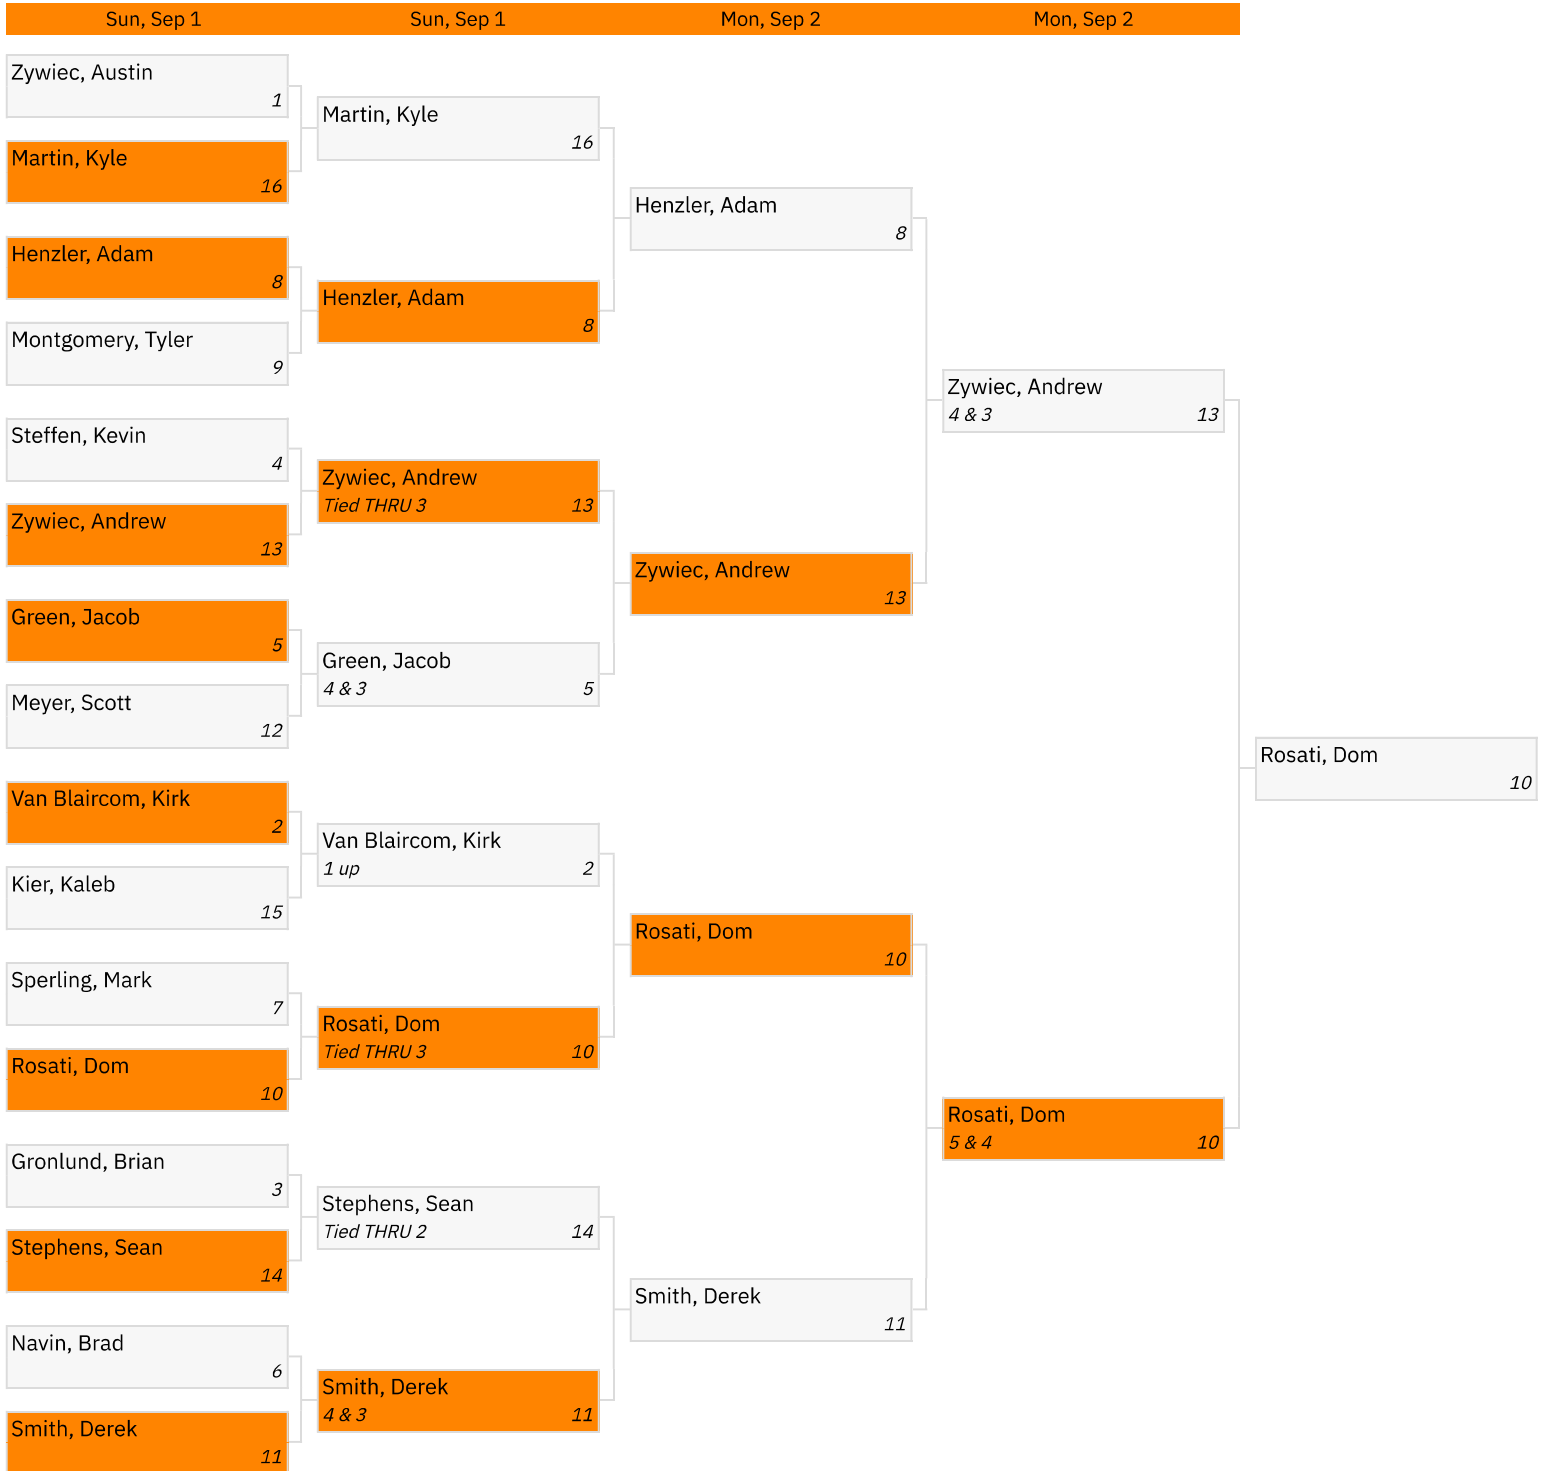 Sun, Sep 1
Sun, Sep 1
Mon, Sep 2
Mon, Sep 2
Zywiec, Austin
1
Martin, Kyle
16
Henzler, Adam
8
Montgomery, Tyler
9
Steffen, Kevin
4
Zywiec, Andrew
13
Green, Jacob
5
Meyer, Scott
12
Van Blaircom, Kirk
2
Kier, Kaleb
15
Sperling, Mark
7
Rosati, Dom
10
Gronlund, Brian
3
Stephens, Sean
14
Navin, Brad
6
Smith, Derek
11
Martin, Kyle
16
Henzler, Adam
8
Zywiec, Andrew
Tied THRU 3 13
Green, Jacob
4 & 3 5
Van Blaircom, Kirk
1 up 2
Rosati, Dom
Tied THRU 3 10
Stephens, Sean
Tied THRU 2 14
Smith, Derek
4 & 3 11
Henzler, Adam
8
Zywiec, Andrew
13
Rosati, Dom
10
Smith, Derek
11
Zywiec, Andrew
4 & 3 13
Rosati, Dom
5 & 4 10
Rosati, Dom
10